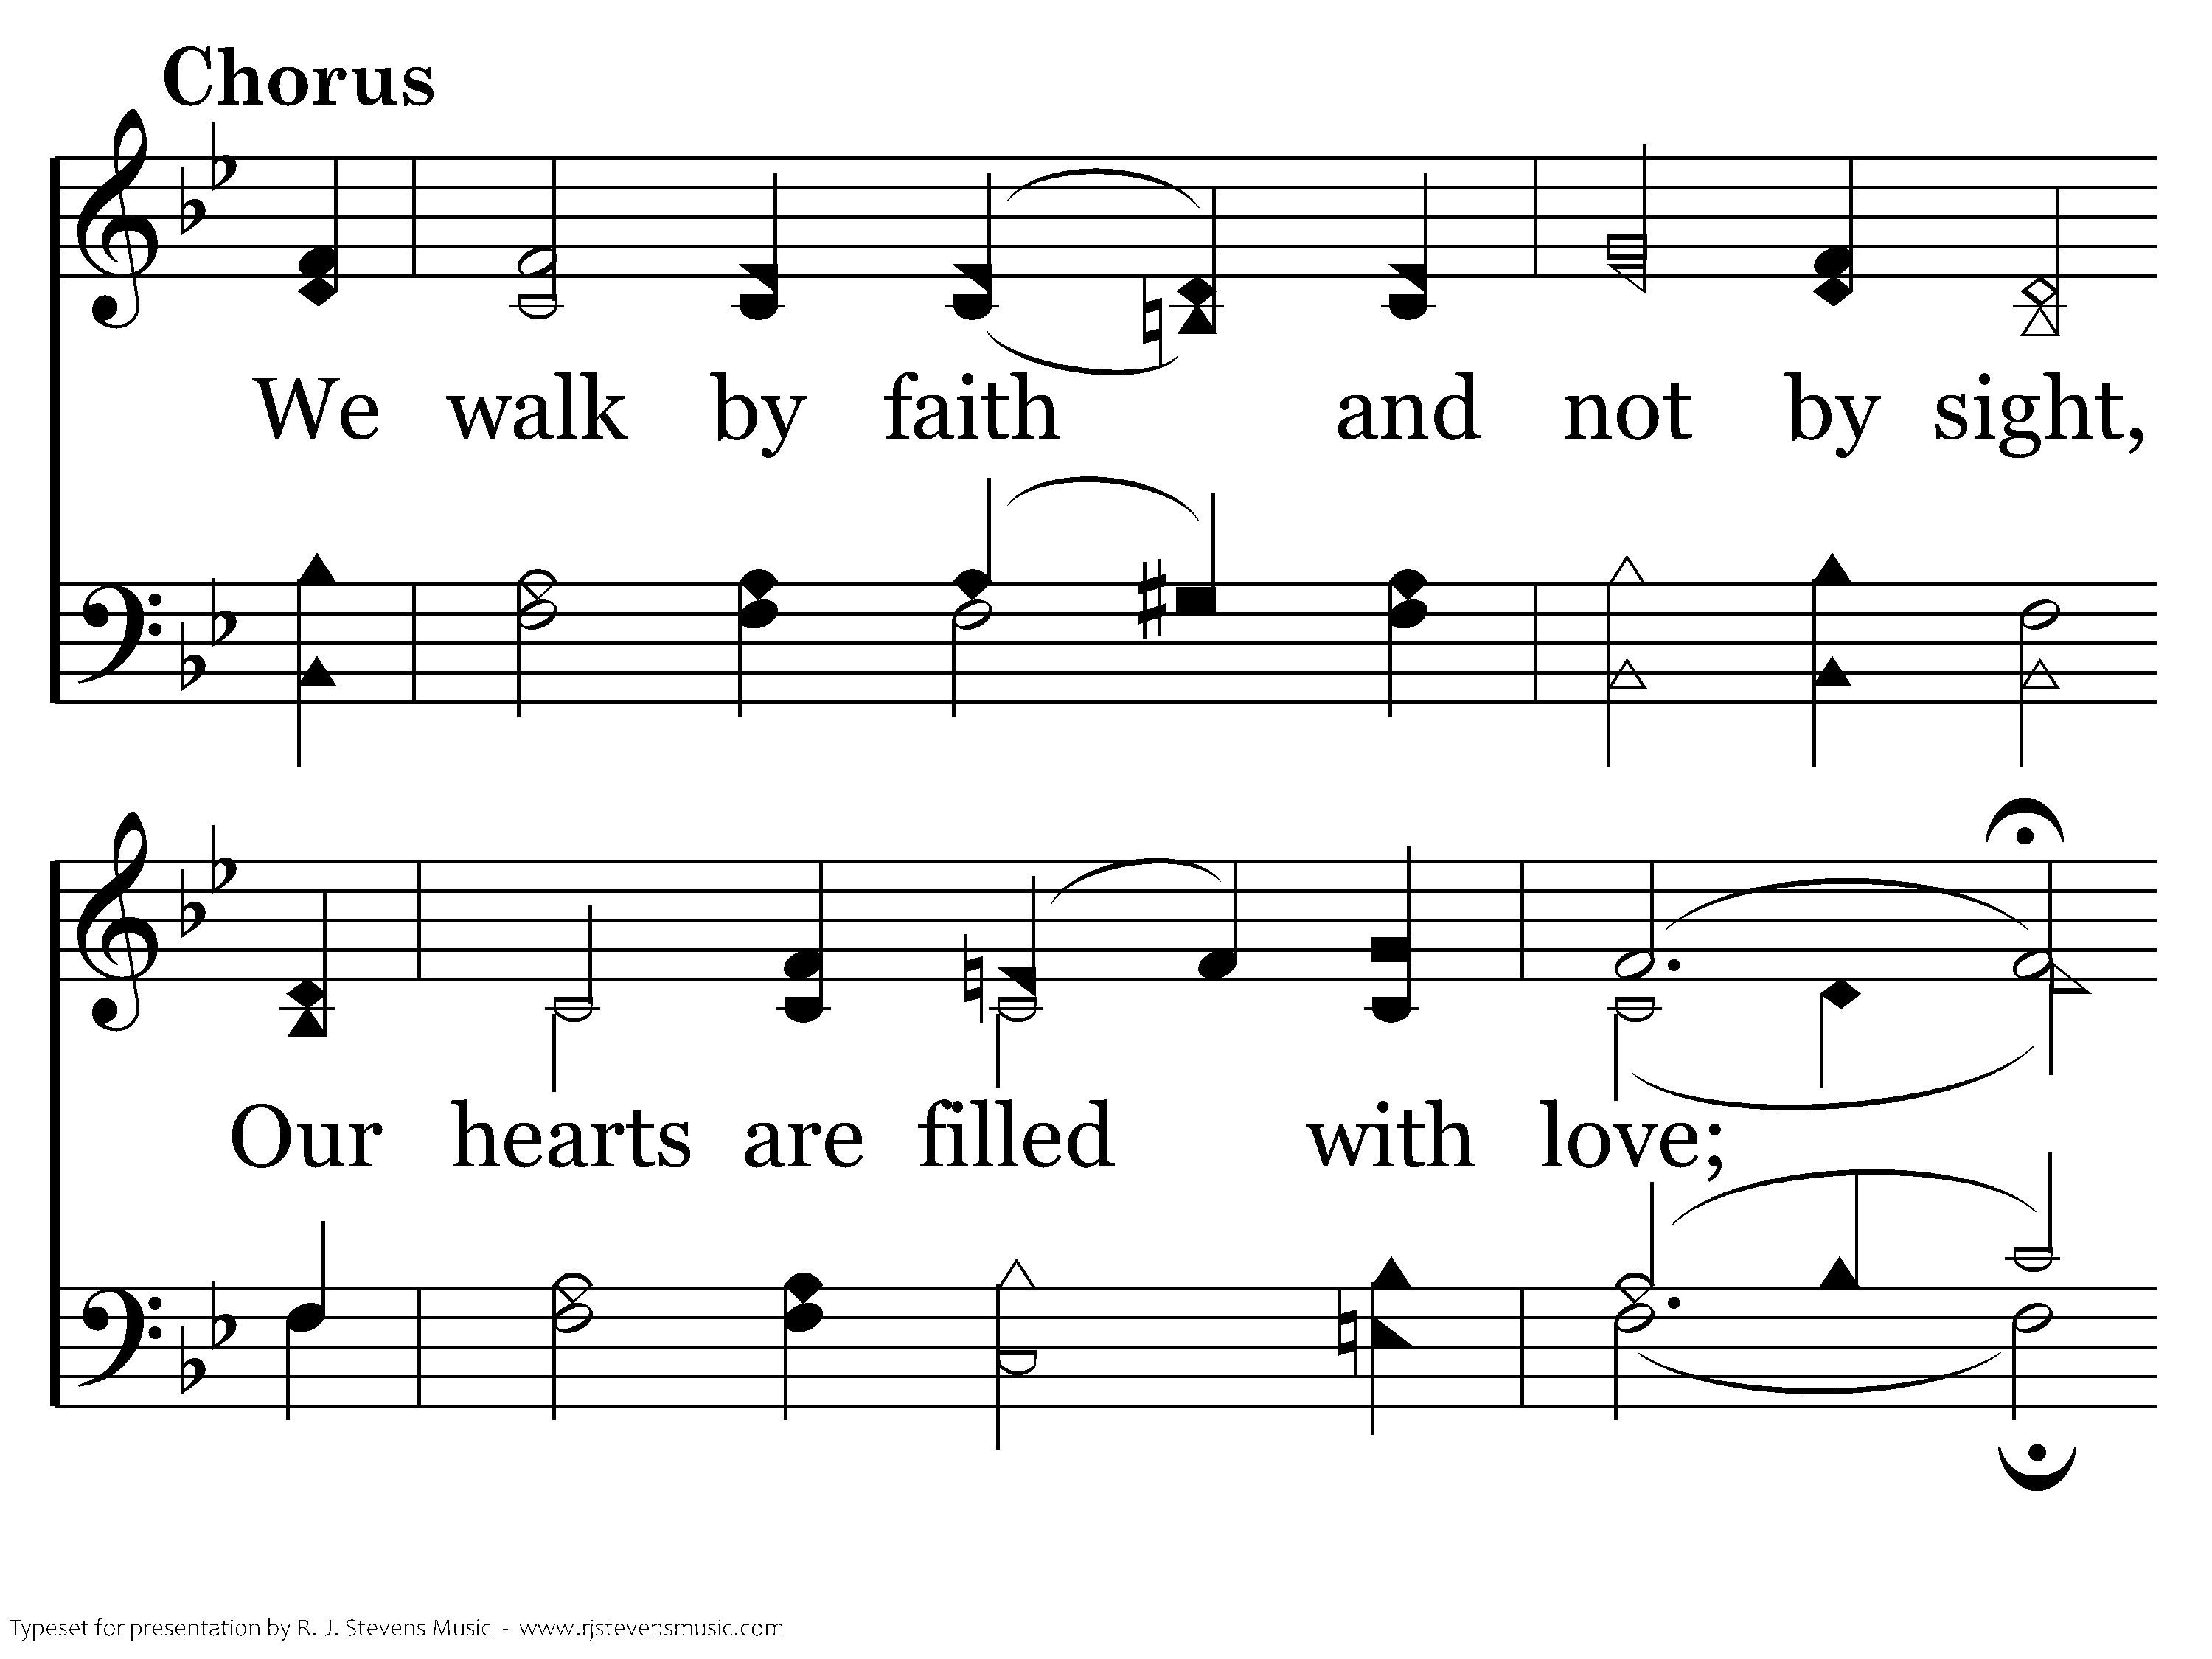 Chorus
We walk by faith and not by sight,
Our hearts are filled with love;
Typeset for presentation by R. J. Stevens Music - www.rjstevensmusic.com